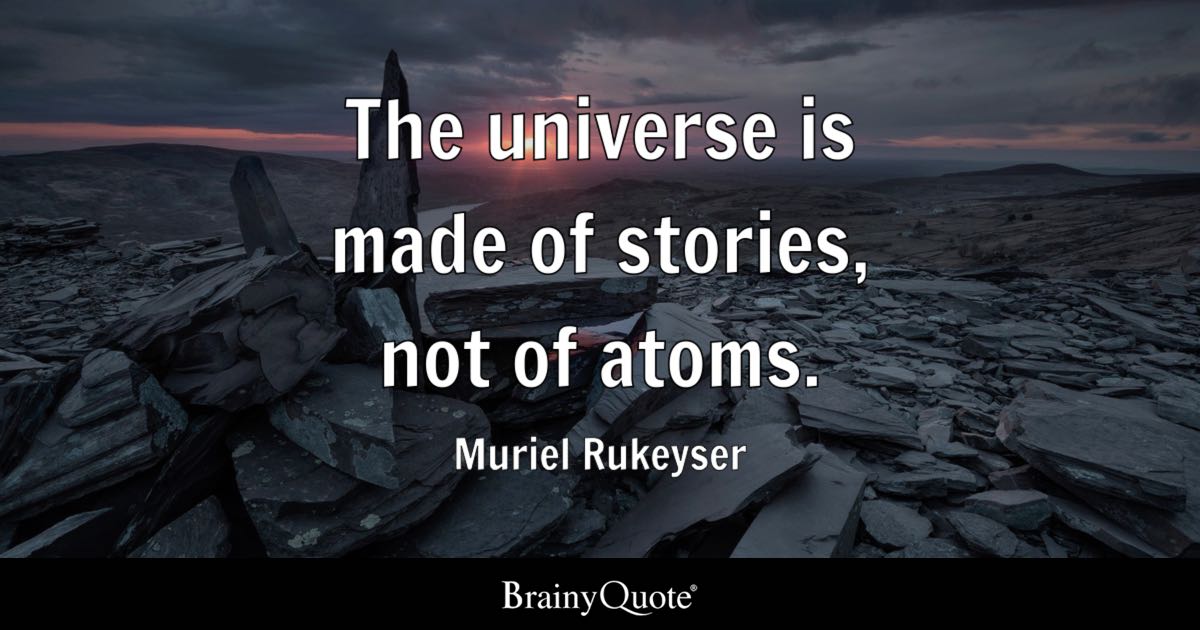 The universe is
made of stories,
not of atoms.
Muriel Rukeyser
BrainyQuote®